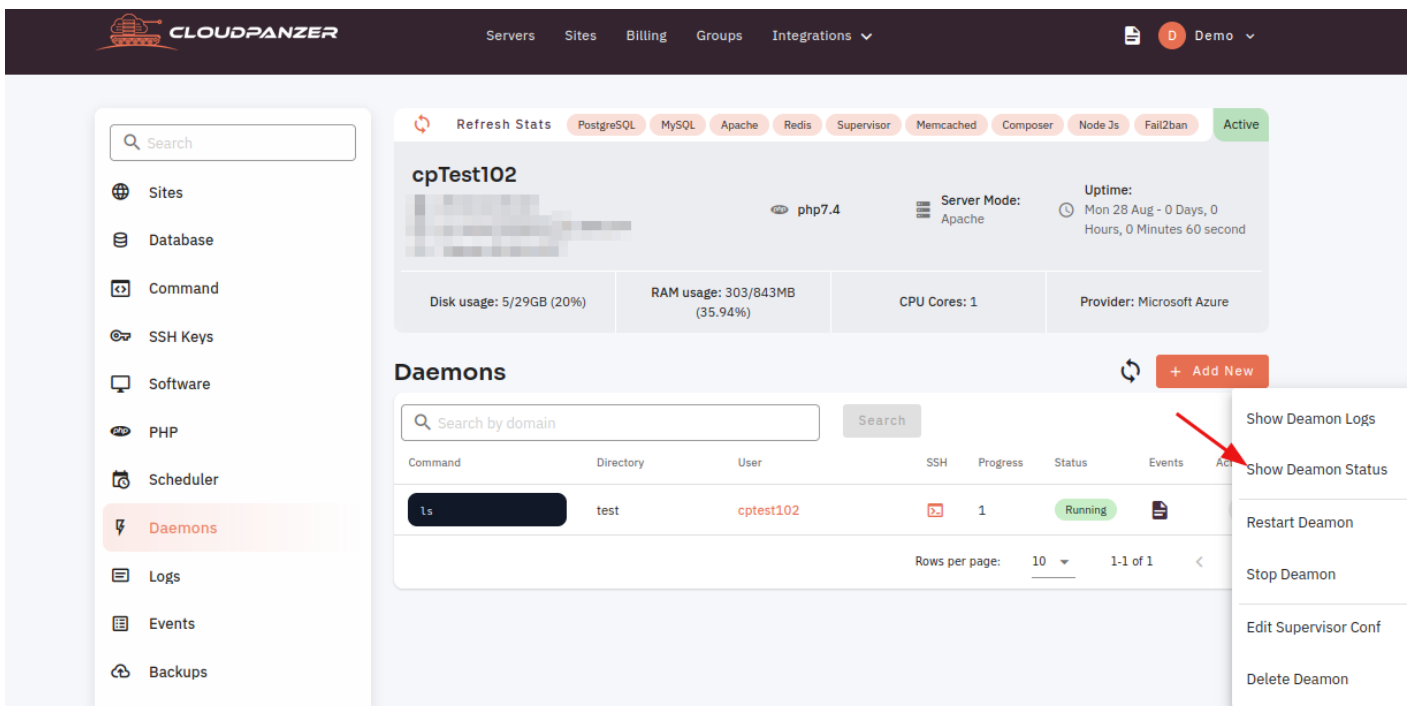 CLOUDPANZER
Servers Sites Billing Groups Integrations
D Demo
Search
Sites
Database
Command
SSH Keys
Software
php PHP
Scheduler
Daemons
Logs
Events
Backups
Refresh Stats PostgreSQL MySQL Apache Redis Supervisor Memcached Composer Node Js Fail2ban Active
cpTest102
php php7.4
Server Mode:
Apache
Uptime:
Mon 28 Aug - 0 Days, 0
Hours, 0 Minutes 60 second
Disk usage: 5/29GB (20%)
RAM usage: 303/843MB
(35.94%)
CPU Cores: 1
Provider: Microsoft Azure
Daemons
+ Add New
Search by domain Search
Command Directory User SSH Progress Status Events
ls test cptest102 1 Running
Rows per page: 10 1-1 of 1
Show Deamon Logs
Show Deamon Status
Restart Deamon
Stop Deamon
Edit Supervisor Conf
Delete Deamon